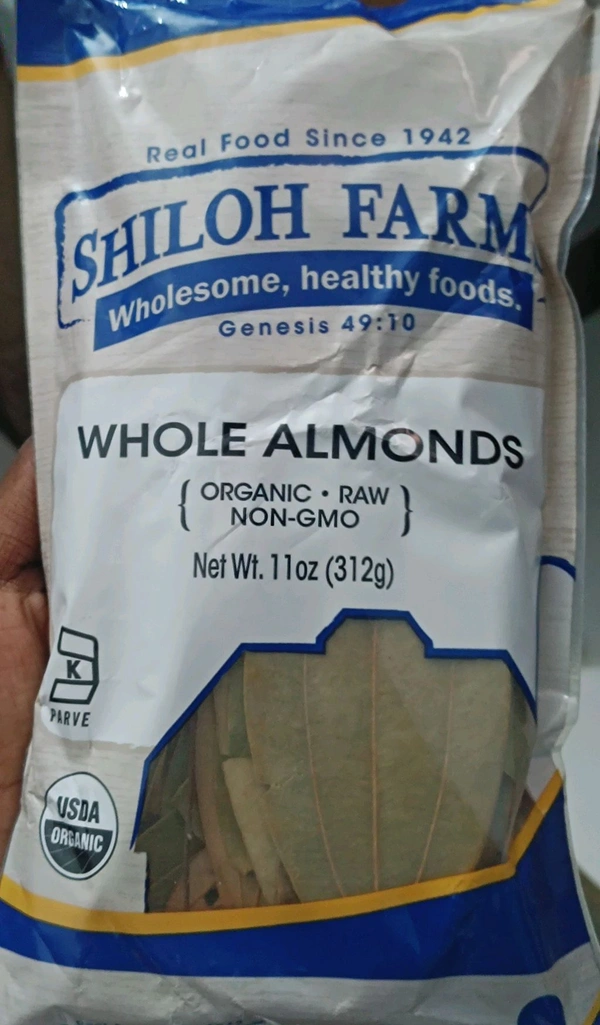 Real Food Since 1942
SHILOH FARM
Wholesome, healthy foods.
Genesis 49:10
WHOLE ALMONDS
{ ORGANIC • RAW
NON-GMO }
Net Wt. 11oz (312g)
K
PARVE
USDA
ORGANIC